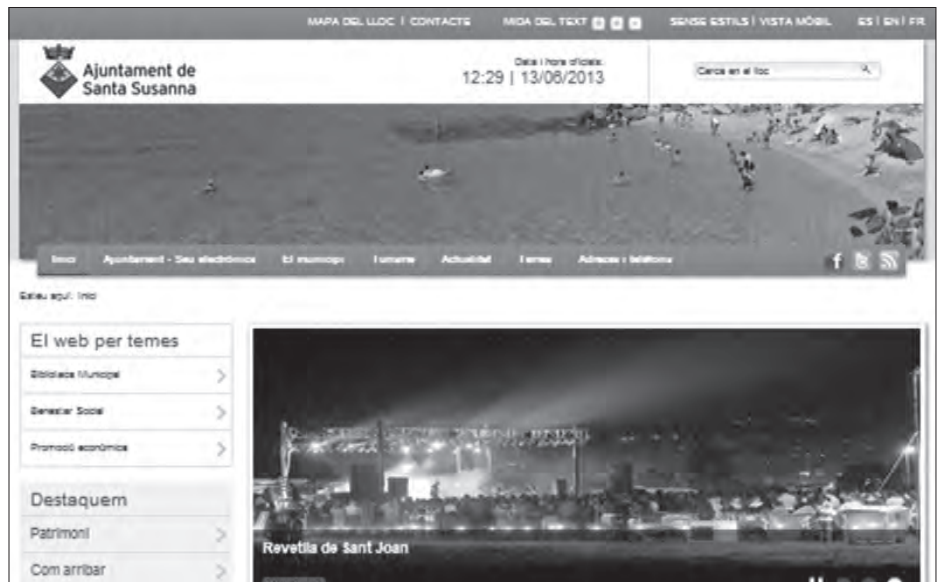 MAPA DEL LLOC | CONTACTE MIDA DEL TEXT SENSE ESTILS | VISTA MÒBIL ES | EN | FR
Ajuntament de
Santa Susanna
Data i hora oficials:
12:29 | 13/06/2013
Cerca en el lloc
Inici Ajuntament - Seu electrònica El municipi Turisme Actualitat Temes Adreces i telèfons
Esteu aquí: Inici
El web per temes
Biblioteca Municipal
Benestar Social
Promoció econòmica
Destaquem
Patrimoni
Com arribar
Revetlla de Sant Joan